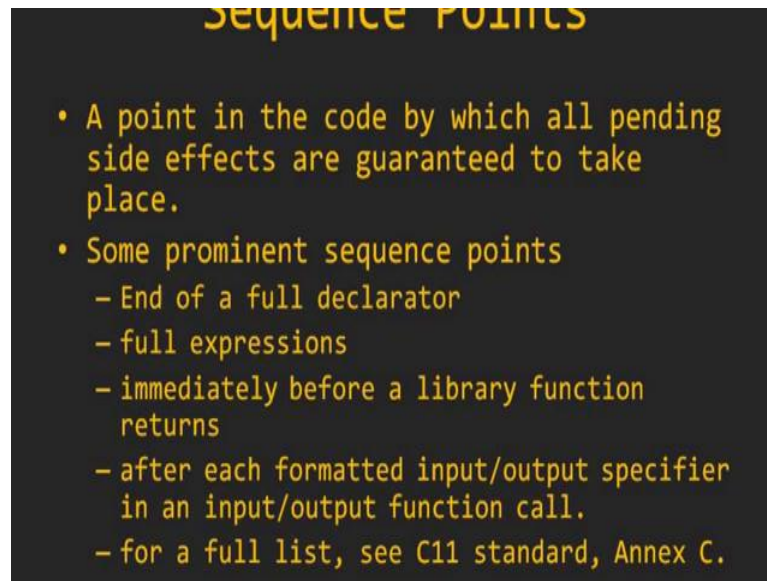 Sequence Points
• A point in the code by which all pending
side effects are guaranteed to take
place.
• Some prominent sequence points
– End of a full declarator
– full expressions
– immediately before a library function
returns
– after each formatted input/output specifier
in an input/output function call.
– for a full list, see C11 standard, Annex C.